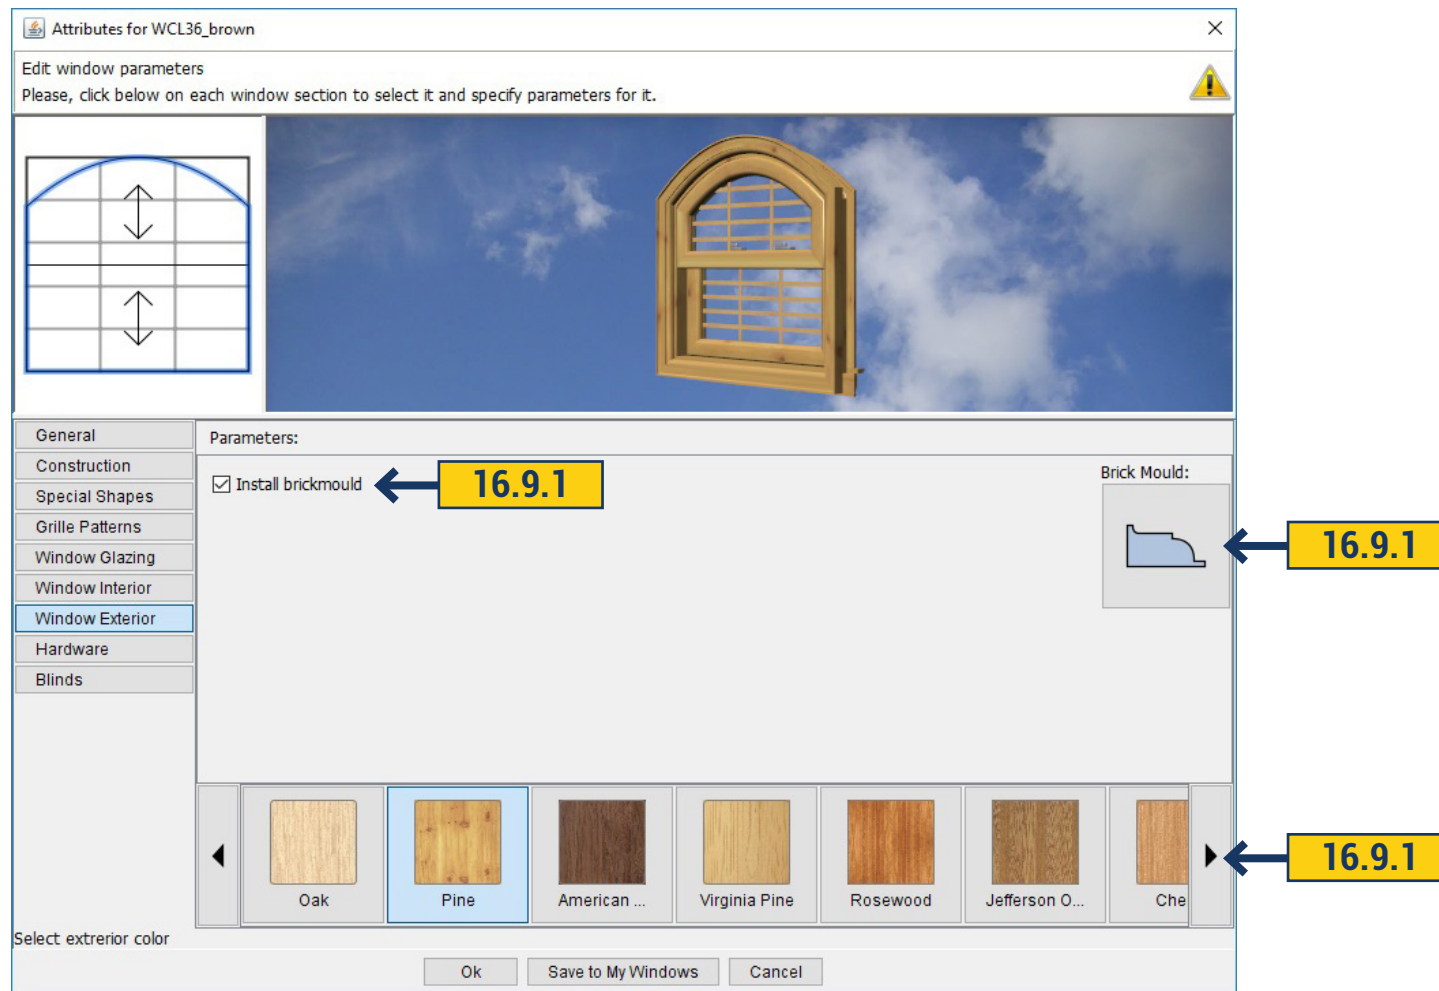 Attributes for WCL36_brown
Edit window parameters
Please, click below on each window section to select it and specify parameters for it.
General
Construction
Special Shapes
Grille Patterns
Window Glazing
Window Interior
Window Exterior
Hardware
Blinds
Parameters:
Install brickmould
16.9.1
Brick Mould:
16.9.1
Oak
Pine
American ...
Virginia Pine
Rosewood
Jefferson O...
Che
16.9.1
Select extrerior color
Ok
Save to My Windows
Cancel